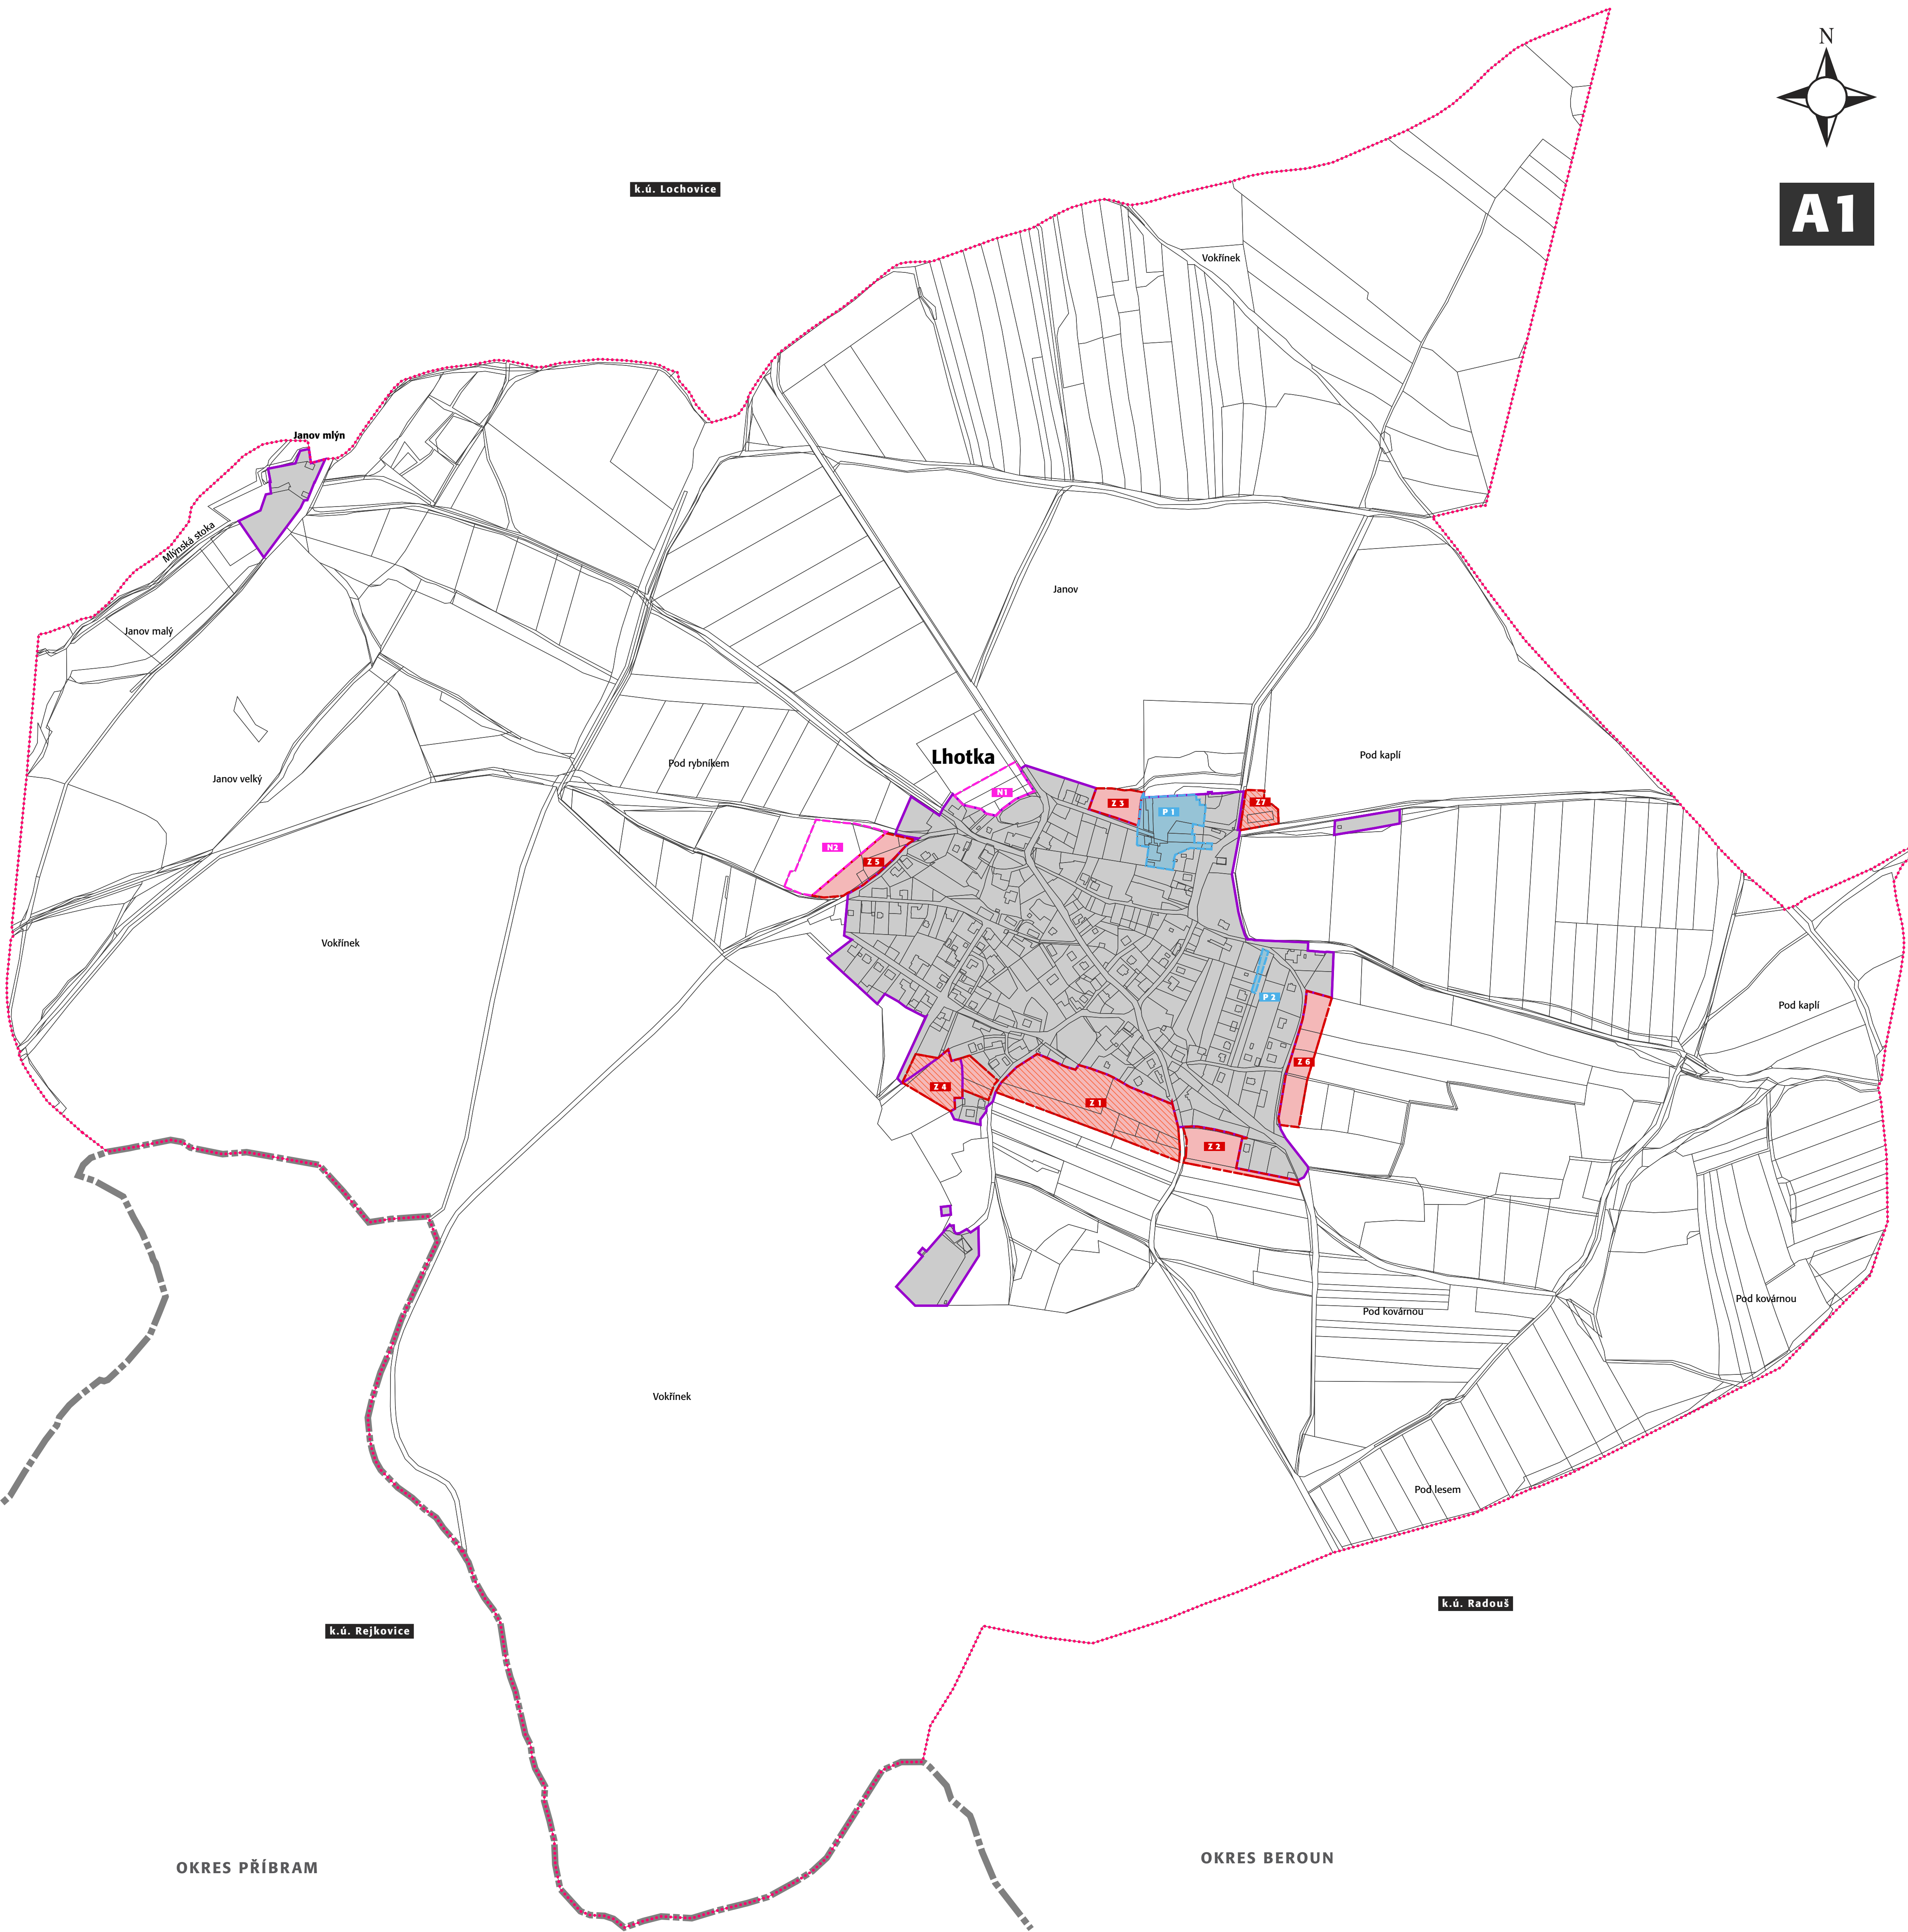 N
k.ú. Lochovice
A1
Vokřínek
Janov mlýn
Mlýnská stoka
Janov
Janov malý
Lhotka
Pod kaplí
Pod rybníkem
Janov velký
N1
Z 3
P 1
Z7
N2
Z 5
Vokřínek
P 2
Pod kaplí
Z 6
Z 4
Z 1
Z 2
Pod kovárnou
Pod kovárnou
Vokřínek
Pod lesem
k.ú. Radouš
k.ú. Rejkovice
OKRES PŘÍBRAM
OKRES BEROUN